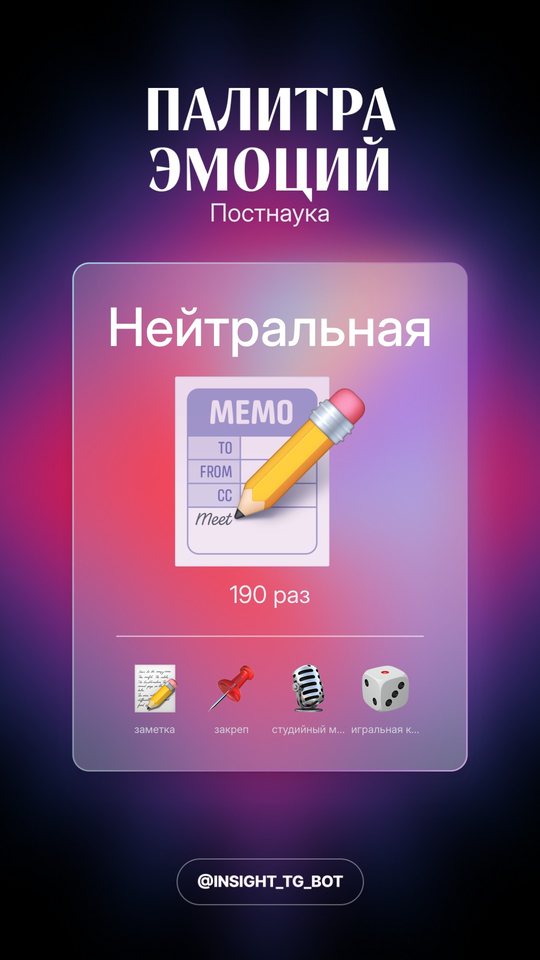 ПАЛИТРА
ЭМОЦИЙ
Постнаука
Нейтральная
MEMO
TO
FROM
CC
Meet
190 раз
заметка
закреп
студийный м...
игральная к...
@INSIGHT_TG_BOT